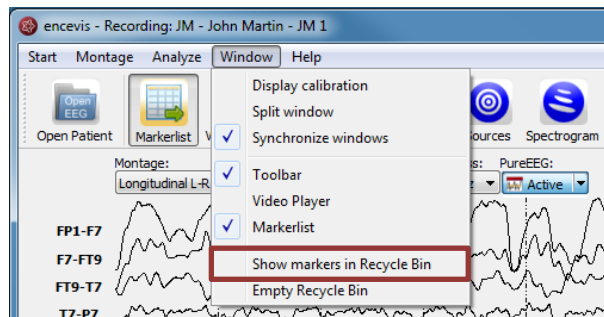 encevis - Recording: JM - John Martin - JM 1
Start Montage Analyze Window Help
Open EEG
Open Patient Markerlist Spectrogram
Display calibration
Split window
Synchronize windows
Toolbar
Video Player
Markerlist
Show markers in Recycle Bin
Empty Recycle Bin
Montage:
Longitudinal L-R
PureEEG:
Active
FP1-F7
F7-FT9
FT9-T7
T7-P7